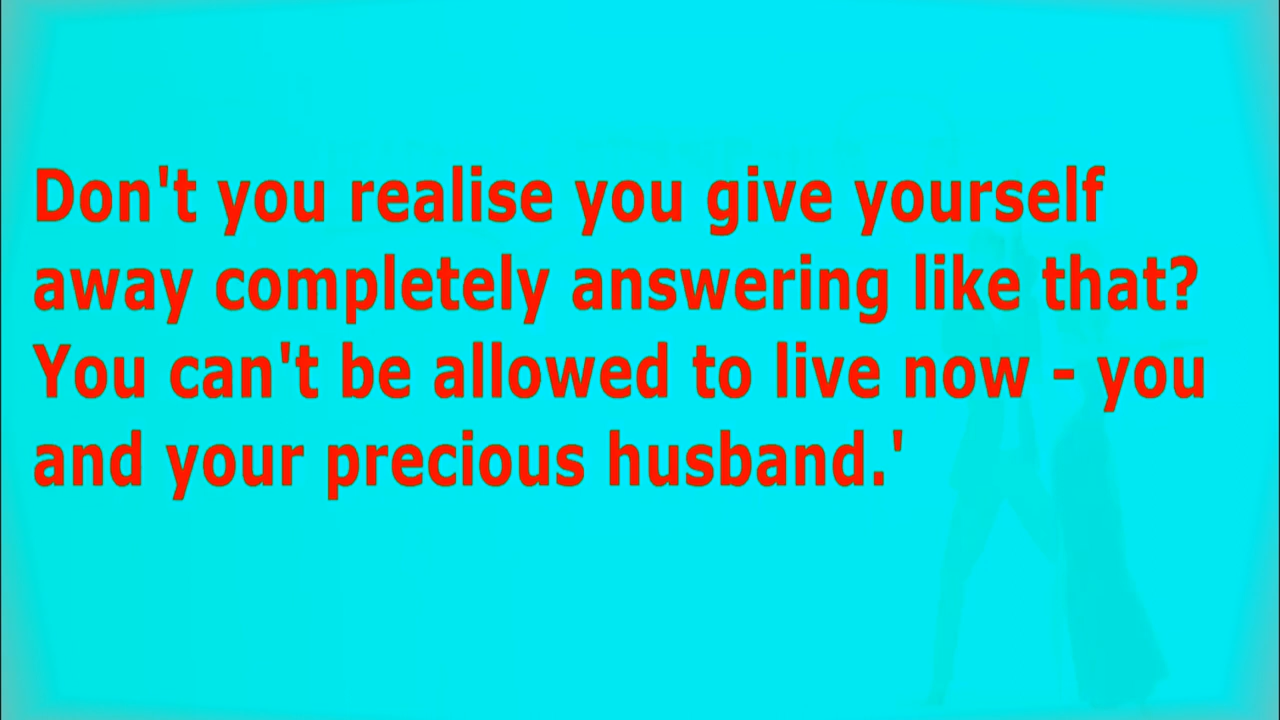 Don't you realise you give yourself
away completely answering like that?
You can't be allowed to live now - you
and your precious husband.'